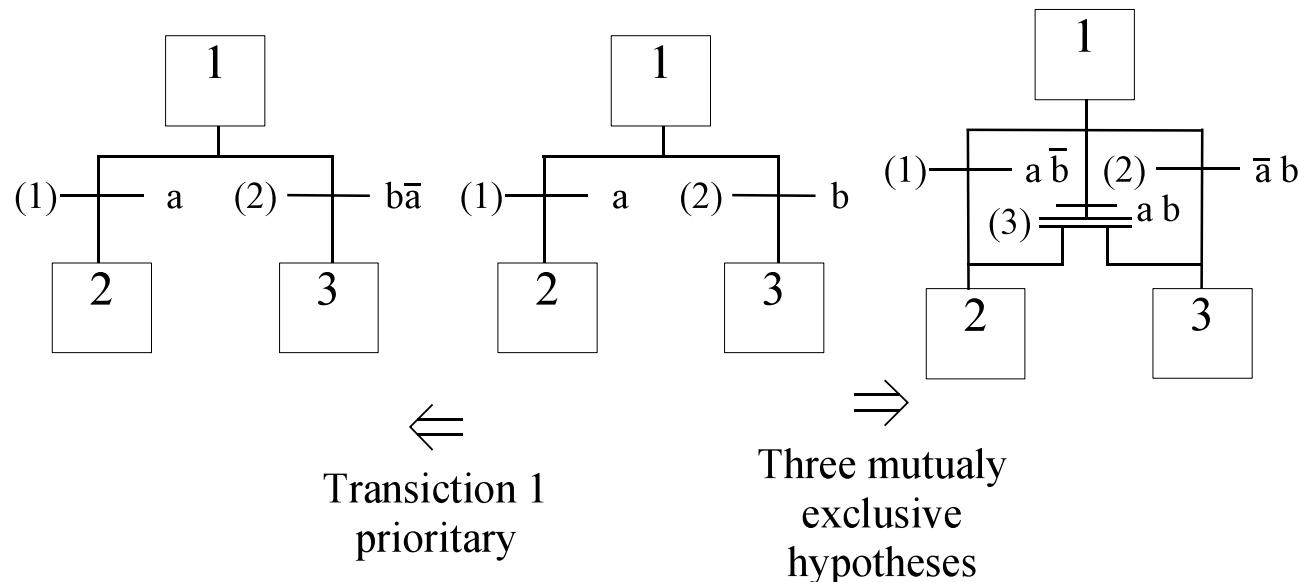 1
(1) a (2) bā
2 3
1
(1) a (2) b
2 3
1
(1) a b̄ (2) ā b
(3) a b
2 3
Transiction 1
prioritary
Three mutualy
exclusive
hypotheses